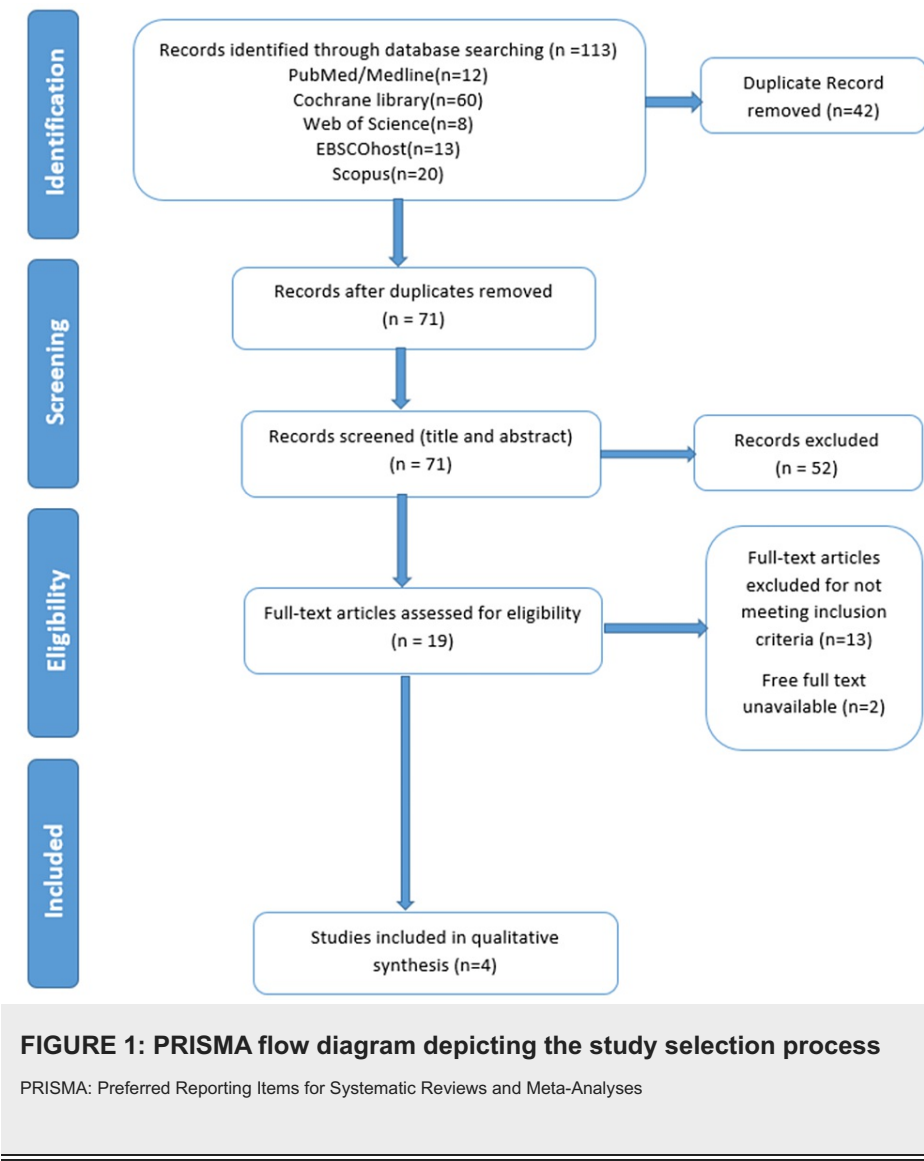 Identification
Records identified through database searching (n =113)
PubMed/Medline(n=12)
Cochrane library(n=60)
Web of Science(n=8)
EBSCOhost(n=13)
Scopus(n=20)
Duplicate Record
removed (n=42)
Screening
Records after duplicates removed
(n = 71)
Records screened (title and abstract)
(n = 71)
Records excluded
(n = 52)
Eligibility
Full-text articles assessed for eligibility
(n = 19)
Full-text articles
excluded for not
meeting inclusion
criteria (n=13)
Free full text
unavailable (n=2)
Included
Studies included in qualitative
synthesis (n=4)
FIGURE 1: PRISMA flow diagram depicting the study selection process
PRISMA: Preferred Reporting Items for Systematic Reviews and Meta-Analyses